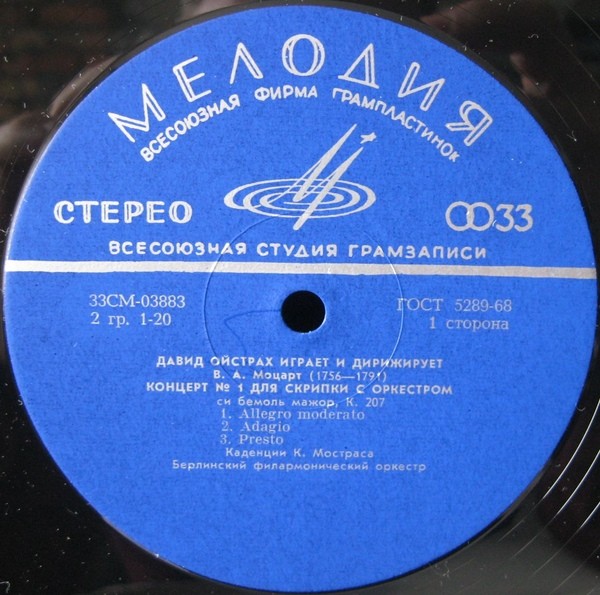 МЕЛОДИЯ
ВСЕСОЮЗНАЯ ФИРМА ГРАМПЛАСТИНОК
СТЕРЕО
33
ВСЕСОЮЗНАЯ СТУДИЯ ГРАМЗАПИСИ
33СМ-03883
ГОСТ 5289-68
2 гр. 1-20
1 сторона
ДАВИД ОЙСТРАХ ИГРАЕТ И ДИРИЖИРУЕТ
В. А. Моцарт (1756—1791)
КОНЦЕРТ № 1 ДЛЯ СКРИПКИ С ОРКЕСТРОМ
си бемоль мажор, К. 207
1. Allegro moderato
2. Adagio
3. Presto
Каденции К. Мостраса
Берлинский филармонический оркестр